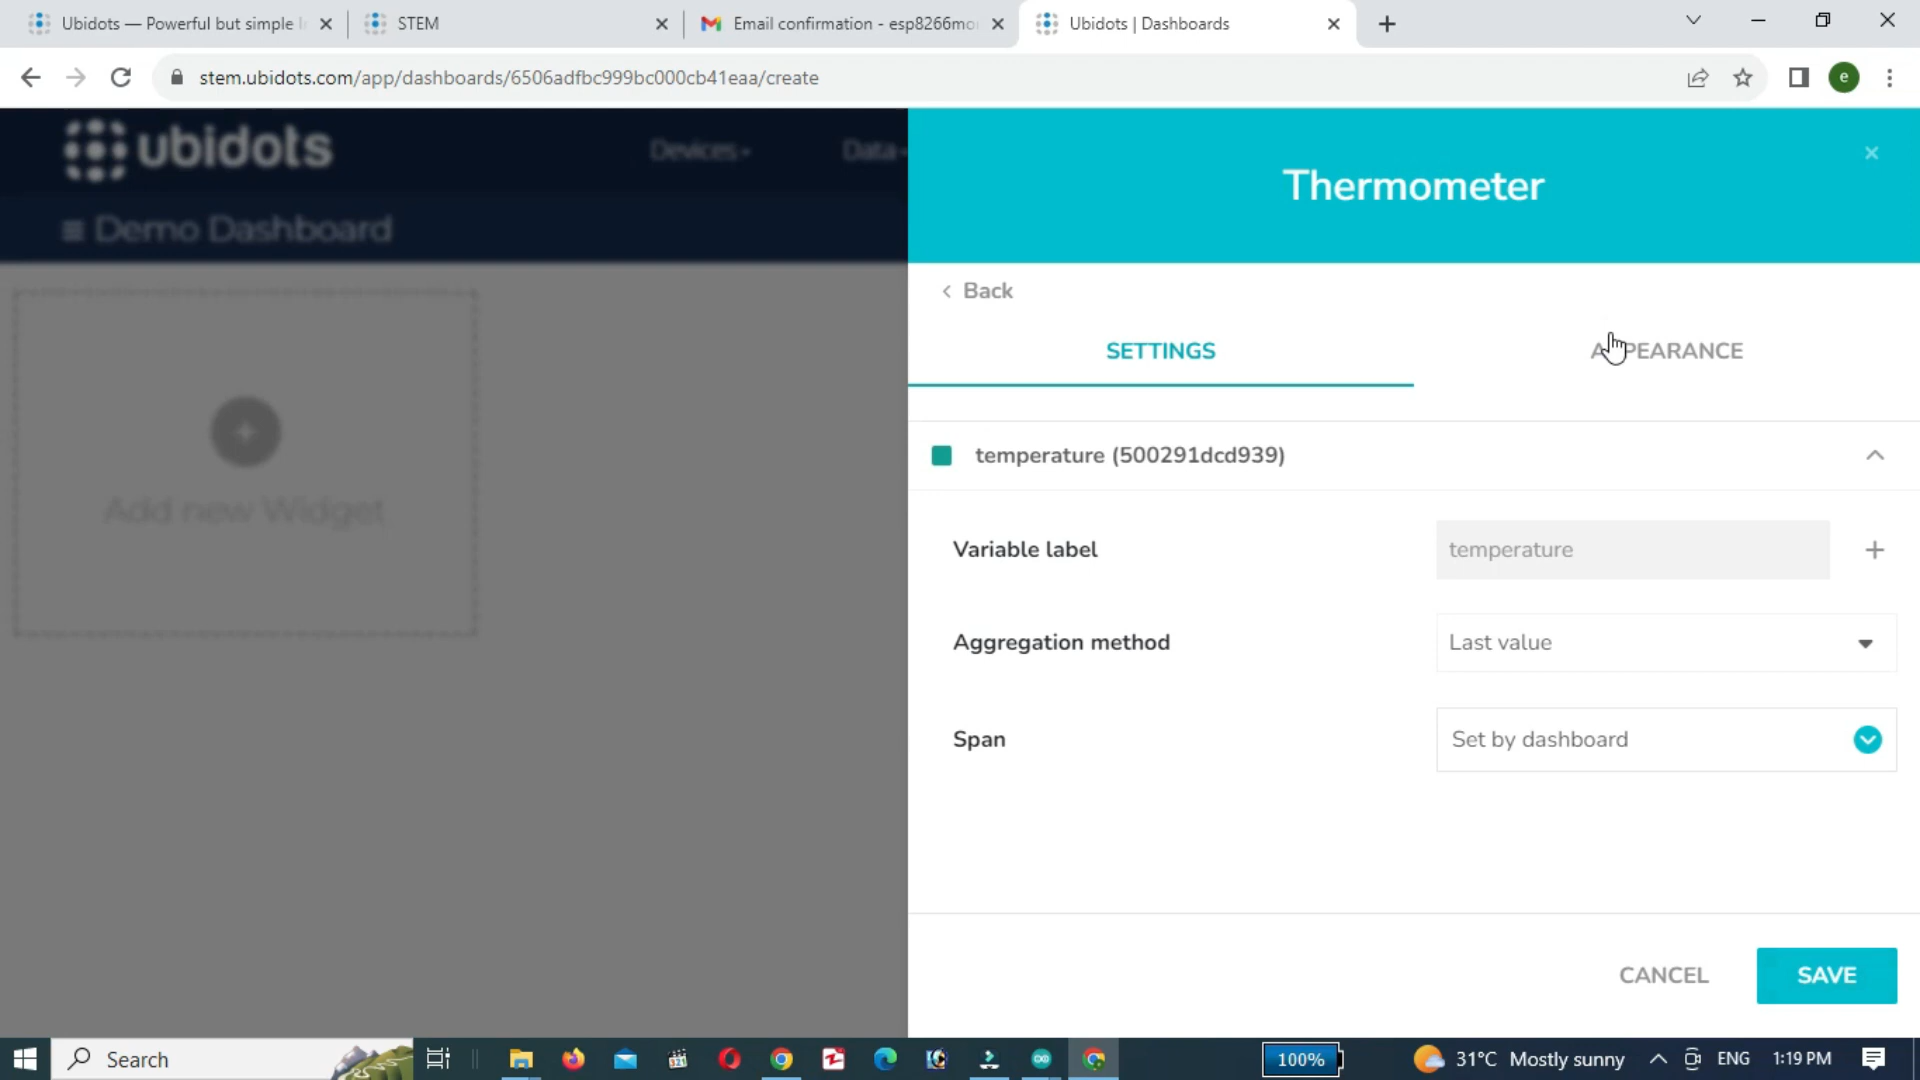 Ubidots — Powerful but simple I
STEM
Email confirmation - esp8266mo
Ubidots | Dashboards
stem.ubidots.com/app/dashboards/6506adfbc999bc000cb41eaa/create
e
ubidots
Devices
Data
Thermometer
Demo Dashboard
Back
SETTINGS
APPEARANCE
temperature (500291dcd939)
Add new Widget
Variable label
temperature
Aggregation method
Last value
Span
Set by dashboard
CANCEL
SAVE
Search
100%
31°C Mostly sunny
ENG
1:19 PM